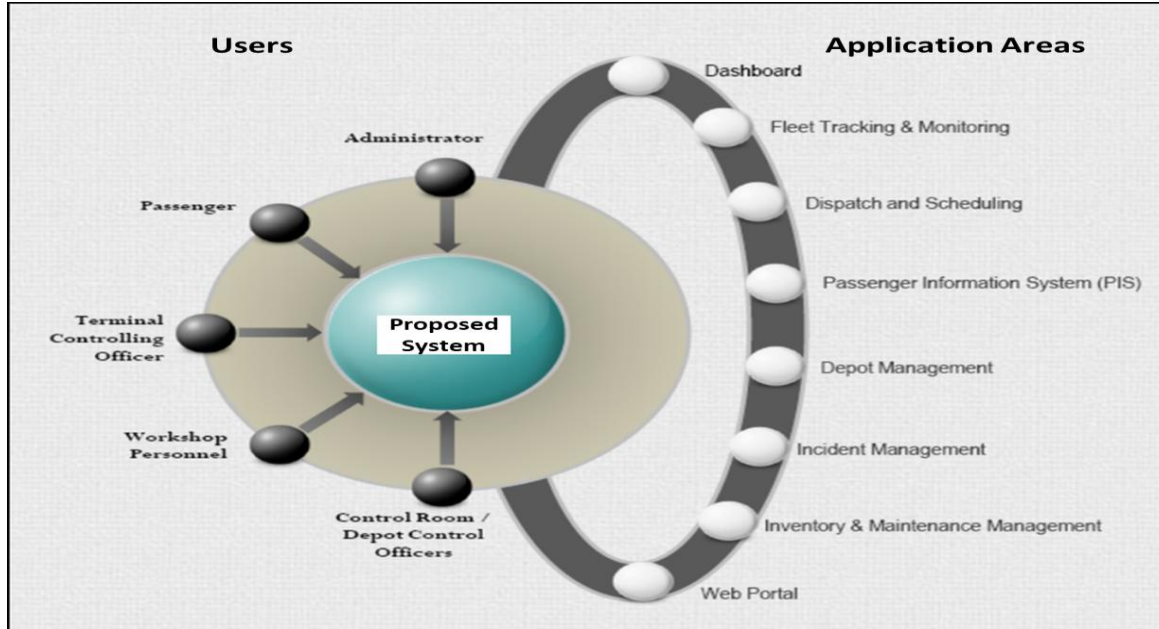 Users
Application Areas
Administrator
Passenger
Terminal
Controlling
Officer
Workshop
Personnel
Control Room /
Depot Control
Officers
Proposed
System
Dashboard
Fleet Tracking & Monitoring
Dispatch and Scheduling
Passenger Information System (PIS)
Depot Management
Incident Management
Inventory & Maintenance Management
Web Portal